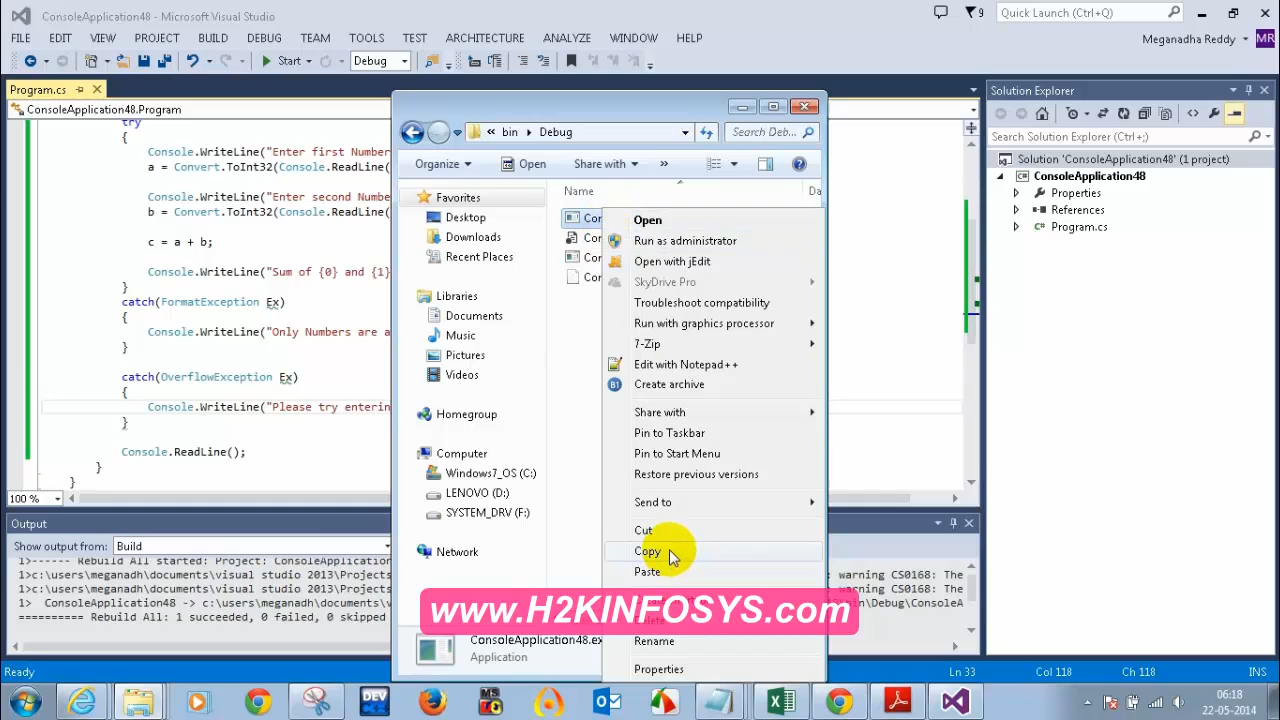 ConsoleApplication48 - Microsoft Visual Studio
9
Quick Launch (Ctrl+Q)
FILE EDIT VIEW PROJECT BUILD DEBUG TEAM TOOLS TEST ARCHITECTURE ANALYZE WINDOW HELP
Meganadha Reddy MR
Start Debug
Program.cs
ConsoleApplication48.Program
try
{
Console.WriteLine("Enter first Number
a = Convert.ToInt32(Console.ReadLine(
Console.WriteLine("Enter second Numbe
b = Convert.ToInt32(Console.ReadLine(
c = a + b;
Console.WriteLine("Sum of {0} and {1}
}
catch(FormatException Ex)
{
Console.WriteLine("Only Numbers are a
}
catch(OverflowException Ex)
{
Console.WriteLine("Please try enterin
}
Console.ReadLine();
}
}
100 %
bin Debug
Search Deb...
Organize Open Share with »
Name Da
Favorites
Desktop
Downloads
Recent Places
Libraries
Documents
Music
Pictures
Videos
Homegroup
Computer
Windows7_OS (C:)
LENOVO (D:)
SYSTEM_DRV (F:)
Network
Con
Con
Con
Con
Open
Run as administrator
Open with jEdit
SkyDrive Pro
Troubleshoot compatibility
Run with graphics processor
7-Zip
Edit with Notepad++
Create archive
Share with
Pin to Taskbar
Pin to Start Menu
Restore previous versions
Send to
Cut
Copy
Paste
Delete
Rename
Properties
ConsoleApplication48.ex
Application
Solution Explorer
Search Solution Explorer (Ctrl+;)
Solution 'ConsoleApplication48' (1 project)
ConsoleApplication48
Properties
References
Program.cs
Output
Show output from: Build
1>------ Rebuild All started: Project: ConsoleApplicat
1>c:\users\meganadh\documents\visual studio 2013\Projects
warning CS0168: The
1>c:\users\meganadh\documents\visual studio 2013\Projects
warning CS0168: The
1> ConsoleApplication48 -> c:\users\meganadh\documents\v
bin\Debug\ConsoleA
========== Rebuild All: 1 succeeded, 0 failed, 0 skipped
www.H2KINFOSYS.com
Ready Ln 33 Col 118 Ch 118 INS
06:18
22-05-2014